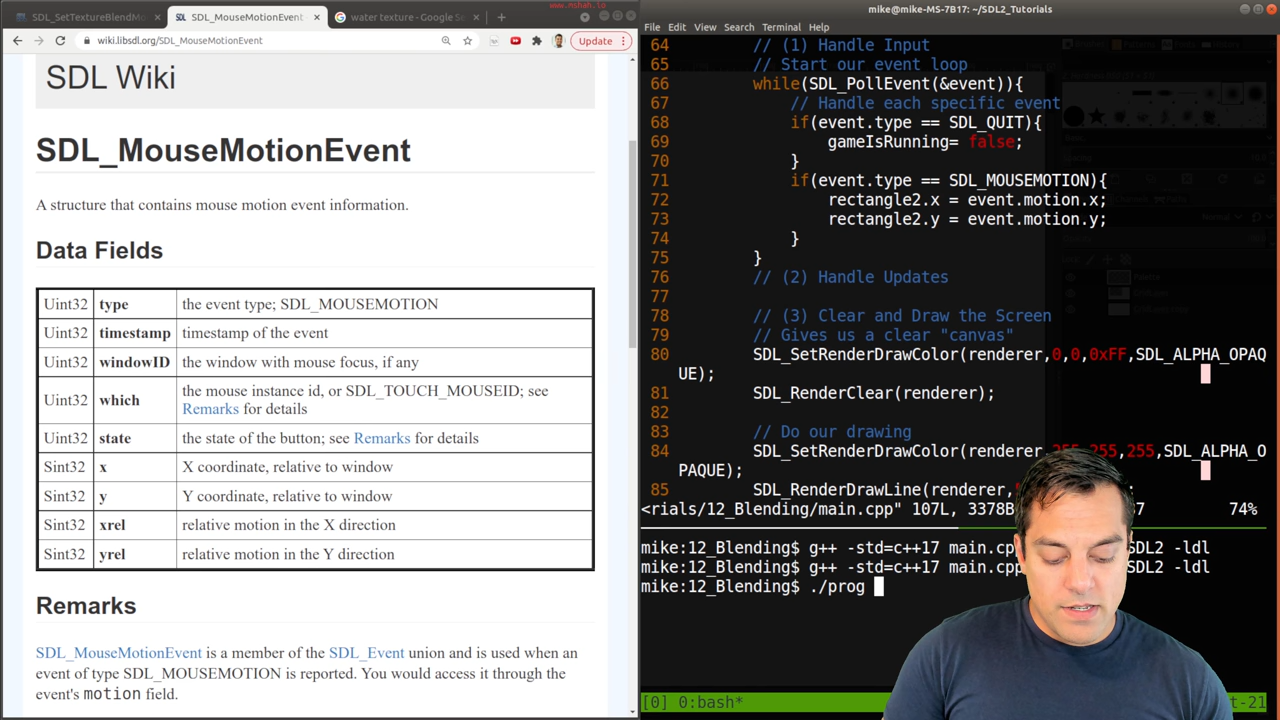 www.mshah.io
SDL_SetTextureBlendMo
SDL_MouseMotionEvent
water texture - Google S
wiki.libsdl.org/SDL_MouseMotionEvent
Update
SDL Wiki
SDL_MouseMotionEvent
A structure that contains mouse motion event information.
Data Fields
Uint32 type the event type; SDL_MOUSEMOTION
Uint32 timestamp timestamp of the event
Uint32 windowID the window with mouse focus, if any
Uint32 which the mouse instance id, or SDL_TOUCH_MOUSEID; see
Remarks for details
Uint32 state the state of the button; see Remarks for details
Sint32 x X coordinate, relative to window
Sint32 y Y coordinate, relative to window
Sint32 xrel relative motion in the X direction
Sint32 yrel relative motion in the Y direction
Remarks
SDL_MouseMotionEvent is a member of the SDL_Event union and is used when an
event of type SDL_MOUSEMOTION is reported. You would access it through the
event's motion field.
mike@mike-MS-7B17: ~/SDL2_Tutorials
File Edit View Search Terminal Help
64 // (1) Handle Input
65 // Start our event loop
66 while(SDL_PollEvent(&event)){
67 // Handle each specific event
68 if(event.type == SDL_QUIT){
69 gameIsRunning= false;
70 }
71 if(event.type == SDL_MOUSEMOTION){
72 rectangle2.x = event.motion.x;
73 rectangle2.y = event.motion.y;
74 }
75 }
76 // (2) Handle Updates
77
78 // (3) Clear and Draw the Screen
79 // Gives us a clear "canvas"
80 SDL_SetRenderDrawColor(renderer,0,0,0xFF,SDL_ALPHA_OPAQ
UE);
81 SDL_RenderClear(renderer);
82
83 // Do our drawing
84 SDL_SetRenderDrawColor(renderer,255,255,255,SDL_ALPHA_O
PAQUE);
85 SDL_RenderDrawLine(renderer,
<rials/12_Blending/main.cpp" 107L, 3378B 74%
mike:12_Blending$ g++ -std=c++17 main.cp SDL2 -ldl
mike:12_Blending$ g++ -std=c++17 main.cp SDL2 -ldl
mike:12_Blending$ ./prog
[0] 0:bash* t-21